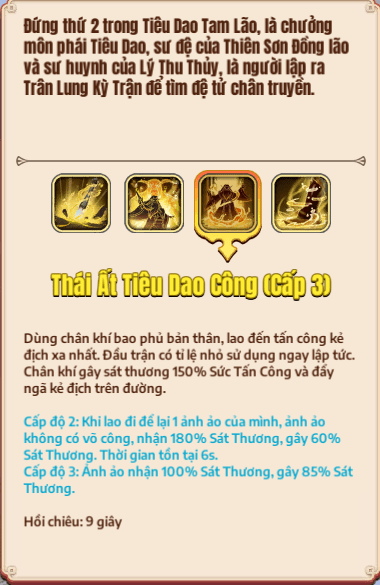 Đứng thứ 2 trong Tiêu Dao Tam Lão, là chưởng
môn phái Tiêu Dao, sư đệ của Thiên Sơn Đồng lão
và sư huynh của Lý Thu Thủy, là người lập ra
Trân Lung Kỳ Trận để tìm đệ tử chân truyền.
Thái Ất Tiêu Dao Công (Cấp 3)
Dùng chân khí bao phủ bản thân, lao đến tấn công kẻ
địch xa nhất. Đầu trận có tỉ lệ nhỏ sử dụng ngay lập tức.
Chân khí gây sát thương 150% Sức Tấn Công và đẩy
ngã kẻ địch trên đường.
Cấp độ 2: Khi lao đi để lại 1 ảnh ảo của mình, ảnh ảo
không có võ công, nhận 180% Sát Thương, gây 60%
Sát Thương. Thời gian tồn tại 6s.
Cấp độ 3: Ảnh ảo nhận 100% Sát Thương, gây 85% Sát
Thương.
Hồi chiêu: 9 giây